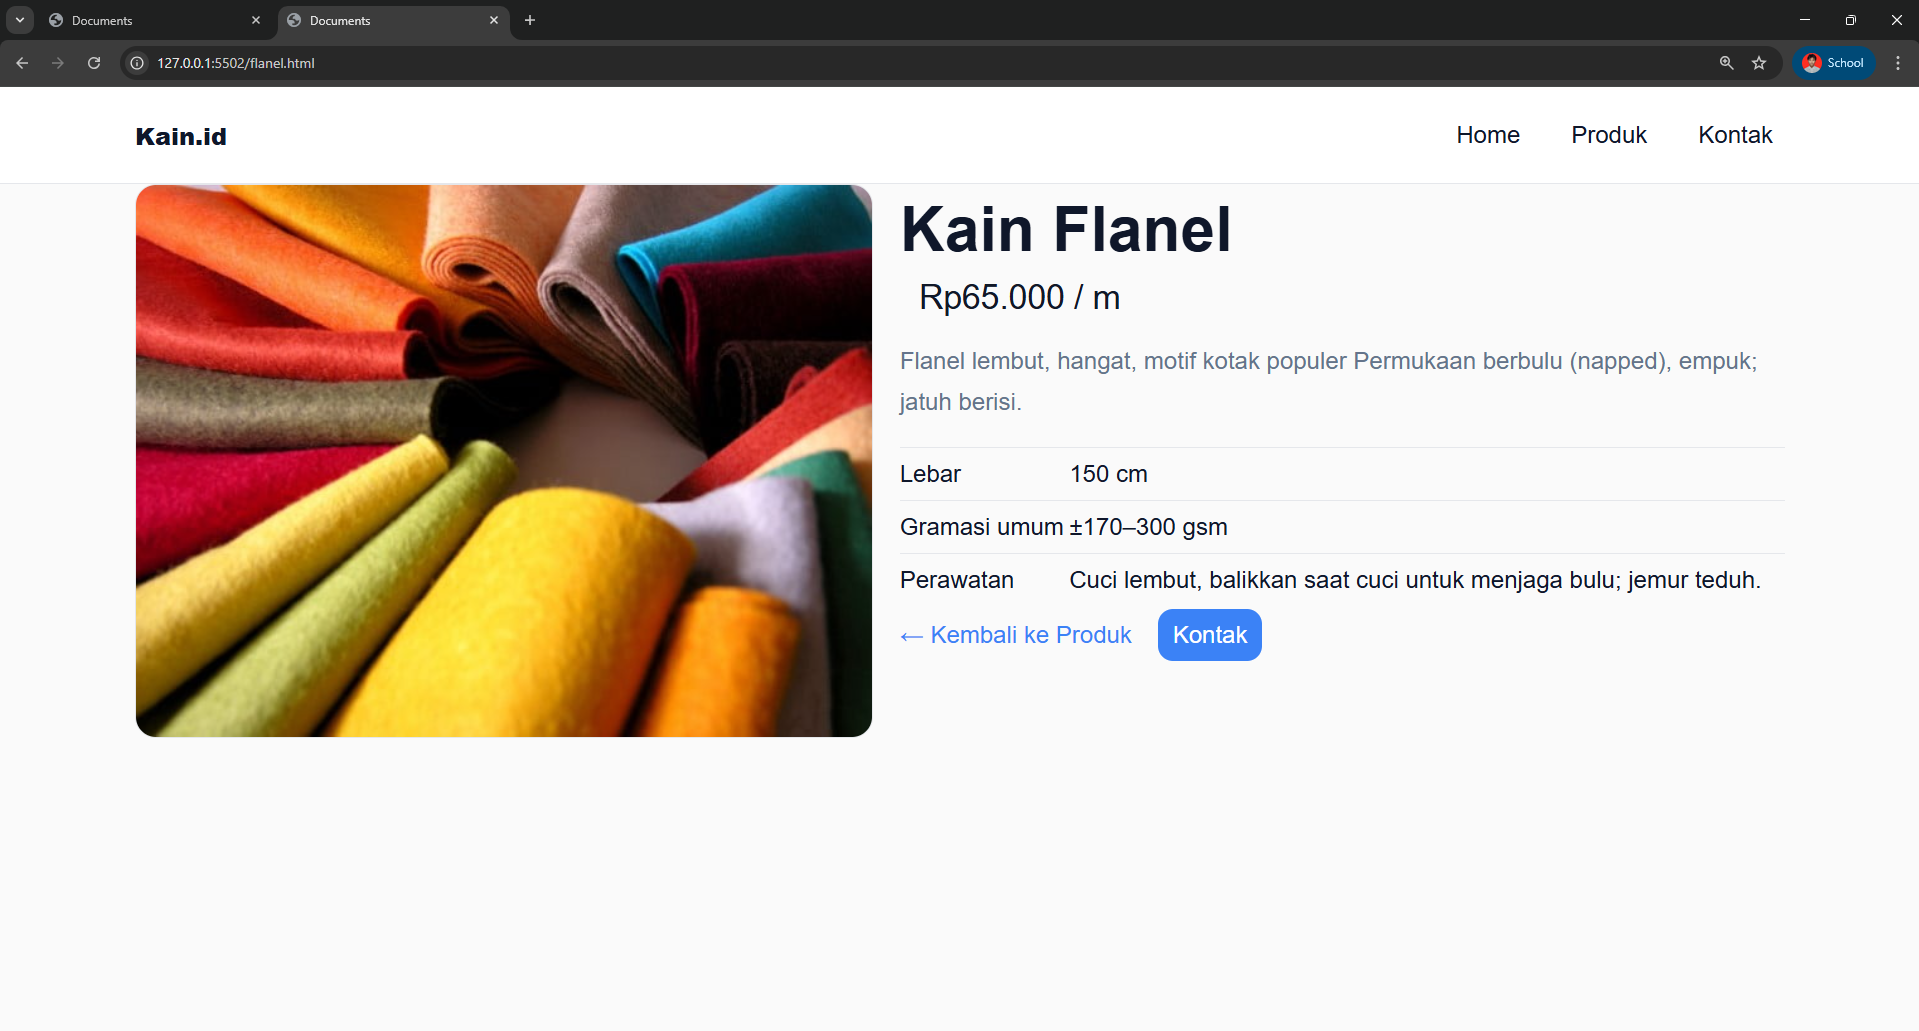 Documents
Documents
127.0.0.1:5502/flanel.html
School
Kain.id
Home
Produk
Kontak
Kain Flanel
Rp65.000 / m
Flanel lembut, hangat, motif kotak populer Permukaan berbulu (napped), empuk;
jatuh berisi.
Lebar 150 cm
Gramasi umum ±170–300 gsm
Perawatan Cuci lembut, balikkan saat cuci untuk menjaga bulu; jemur teduh.
← Kembali ke Produk
Kontak